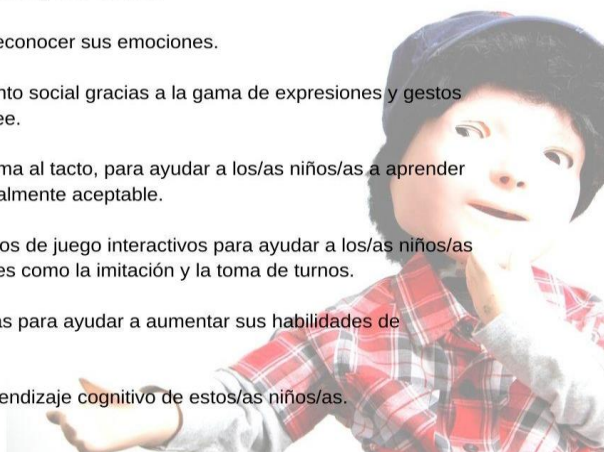 econocer sus emociones.
nto social gracias a la gama de expresiones y gestos
ee.
ma al tacto, para ayudar a los/as niños/as a aprender
almente aceptable.
os de juego interactivos para ayudar a los/as niños/as
es como la imitación y la toma de turnos.
as para ayudar a aumentar sus habilidades de
endizaje cognitivo de estos/as niños/as.